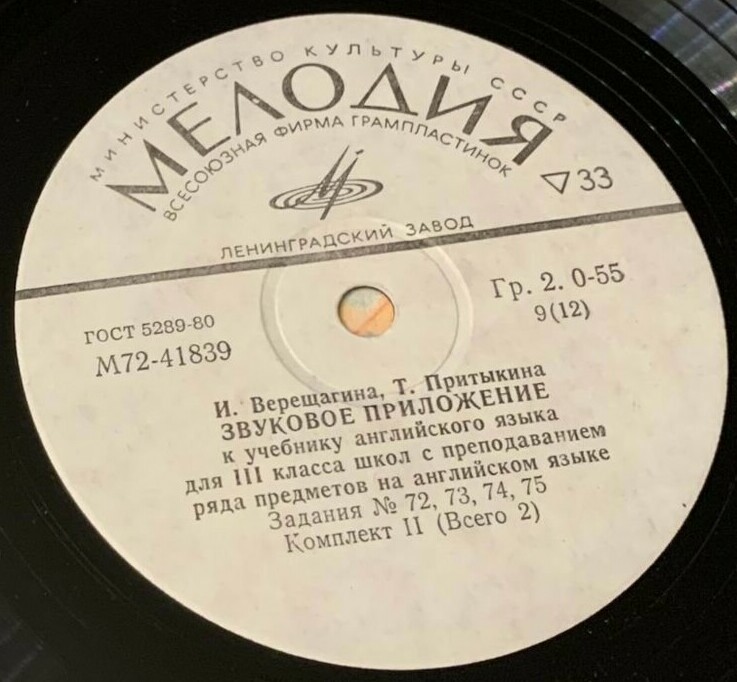 МИНИСТЕРСТВО КУЛЬТУРЫ СССР
МЕЛОДИЯ
ВСЕСОЮЗНАЯ ФИРМА ГРАМПЛАСТИНОК
▽33
ЛЕНИНГРАДСКИЙ ЗАВОД
ГОСТ 5289-80
М72-41839
Гр. 2. 0-55
9(12)
И. Верещагина, Т. Притыкина
ЗВУКОВОЕ ПРИЛОЖЕНИЕ
к учебнику английского языка
для III класса школ с преподаванием
ряда предметов на английском языке
Задания № 72, 73, 74, 75
Комплект II (Всего 2)